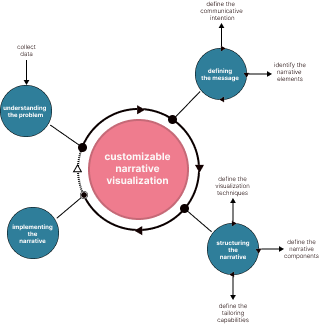 define the
communicative
intention
collect
data
defining
the message
identify the
narrative
elements
understanding
the problem
customizable
narrative
visualization
define the
visualization
techniques
implementing
the
narrative
structuring
the
narrative
define the
narrative
components
define the
tailoring
capabilities